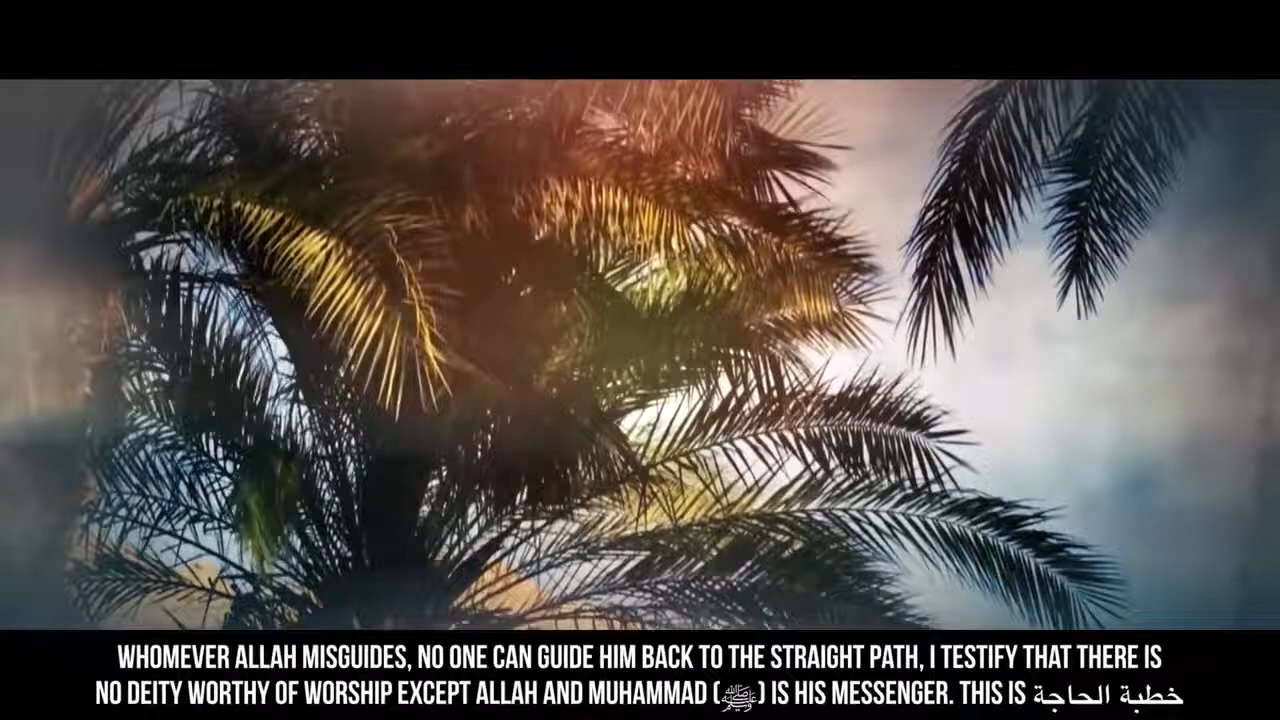 WHOMEVER ALLAH MISGUIDES, NO ONE CAN GUIDE HIM BACK TO THE STRAIGHT PATH, I TESTIFY THAT THERE IS
NO DEITY WORTHY OF WORSHIP EXCEPT ALLAH AND MUHAMMAD (ﷺ) IS HIS MESSENGER. THIS IS خطبة الحاجة